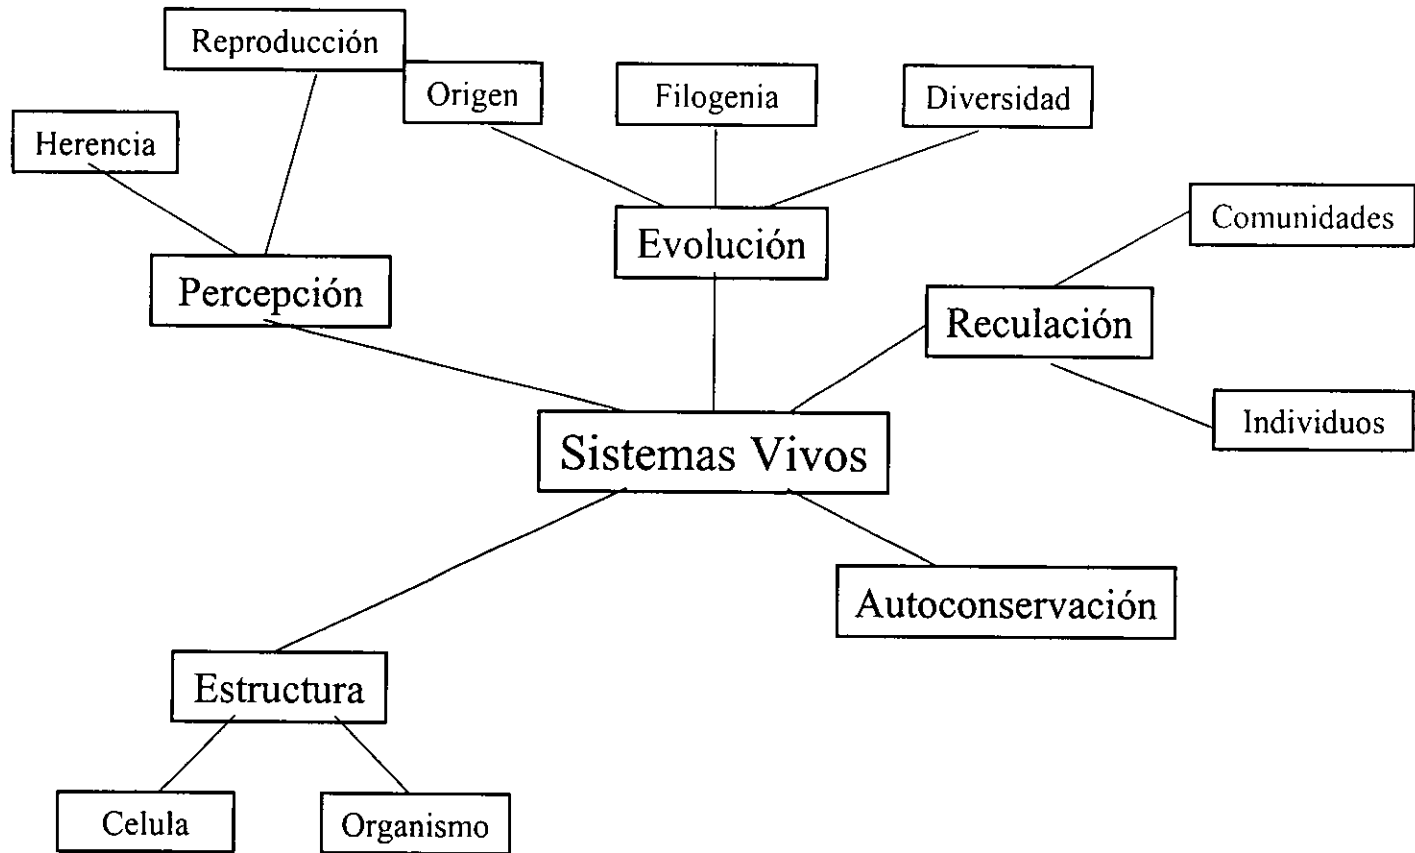 Reproducción
Origen
Filogenia
Diversidad
Herencia
Comunidades
Evolución
Percepción
Reculación
Individuos
Sistemas Vivos
Autoconservación
Estructura
Celula
Organismo